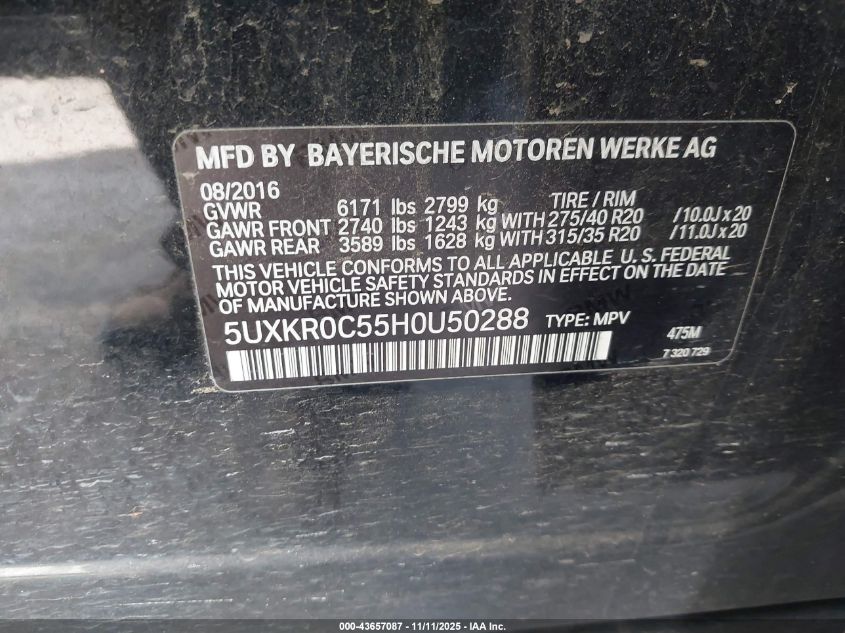 MFD BY BAYERISCHE MOTOREN WERKE AG
08/2016 TIRE / RIM
GVWR 6171 lbs 2799 kg
GAWR FRONT 2740 lbs 1243 kg WITH 275/40 R20 /10.0J x 20
GAWR REAR 3589 lbs 1628 kg WITH 315/35 R20 /11.0J x 20
THIS VEHICLE CONFORMS TO ALL APPLICABLE U. S. FEDERAL
MOTOR VEHICLE SAFETY STANDARDS IN EFFECT ON THE DATE
OF MANUFACTURE SHOWN ABOVE.
5UXKR0C55H0U50288 TYPE: MPV 475M
7 320 729
000-43657087 - 11/11/2025 - IAA Inc.